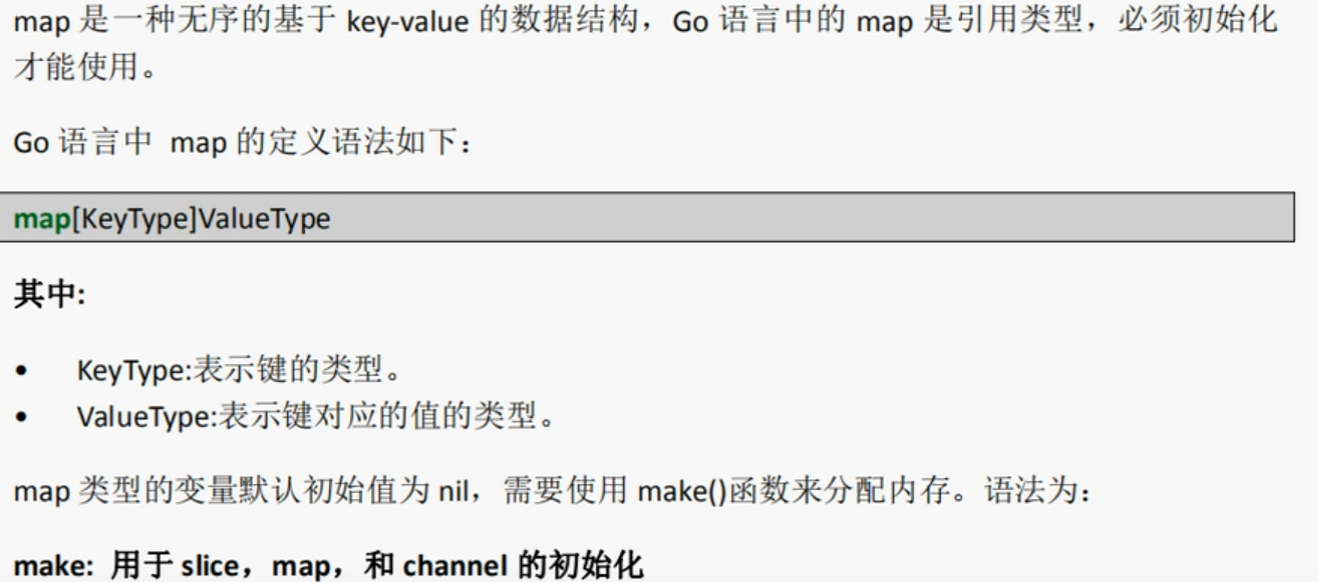 map 是一种无序的基于 key-value 的数据结构，Go 语言中的 map 是引用类型，必须初始化
才能使用。
Go 语言中 map 的定义语法如下：
map[KeyType]ValueType
其中:
• KeyType:表示键的类型。
• ValueType:表示键对应的值的类型。
map 类型的变量默认初始值为 nil，需要使用 make()函数来分配内存。语法为：
make: 用于 slice，map，和 channel 的初始化